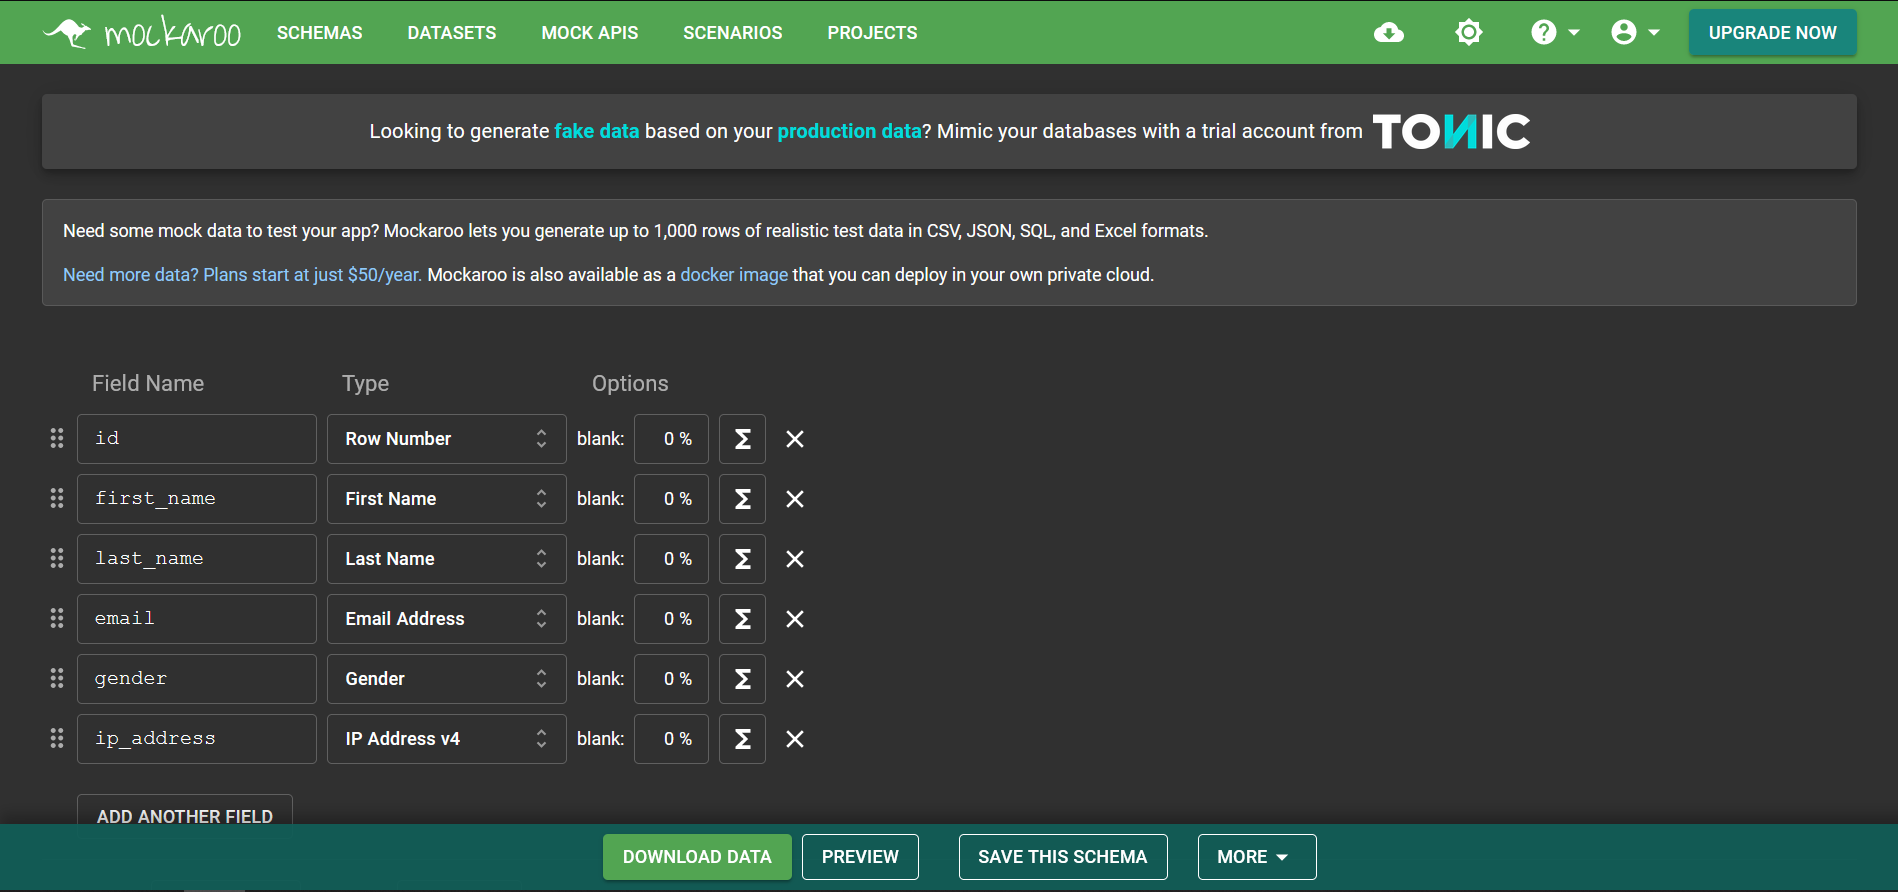 mockaroo SCHEMAS DATASETS MOCK APIS SCENARIOS PROJECTS UPGRADE NOW
Looking to generate fake data based on your production data? Mimic your databases with a trial account from TONIC
Need some mock data to test your app? Mockaroo lets you generate up to 1,000 rows of realistic test data in CSV, JSON, SQL, and Excel formats.
Need more data? Plans start at just $50/year. Mockaroo is also available as a docker image that you can deploy in your own private cloud.
Field Name Type Options
id Row Number blank: 0 % Σ
first_name First Name blank: 0 % Σ
last_name Last Name blank: 0 % Σ
email Email Address blank: 0 % Σ
gender Gender blank: 0 % Σ
ip_address IP Address v4 blank: 0 % Σ
ADD ANOTHER FIELD
DOWNLOAD DATA PREVIEW SAVE THIS SCHEMA MORE